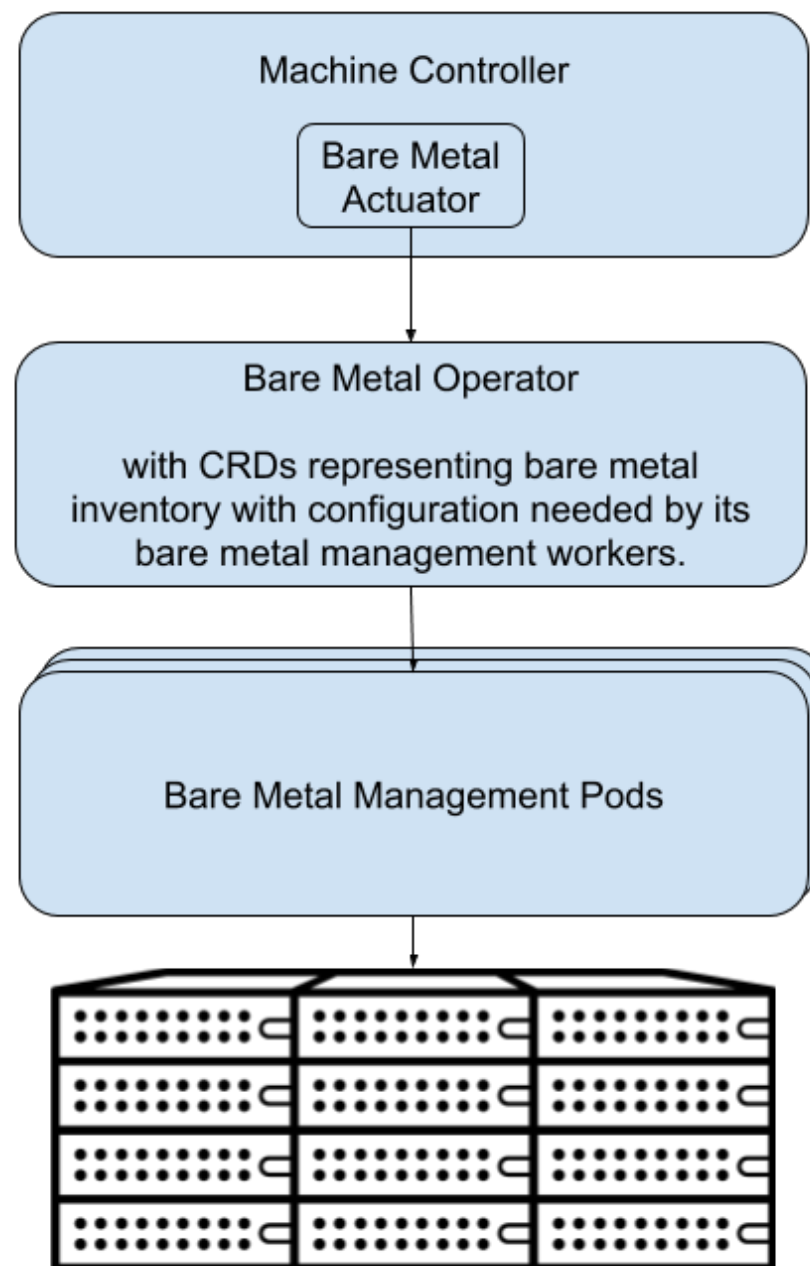 Machine Controller
Bare Metal
Actuator
Bare Metal Operator
with CRDs representing bare metal
inventory with configuration needed by its
bare metal management workers.
Bare Metal Management Pods